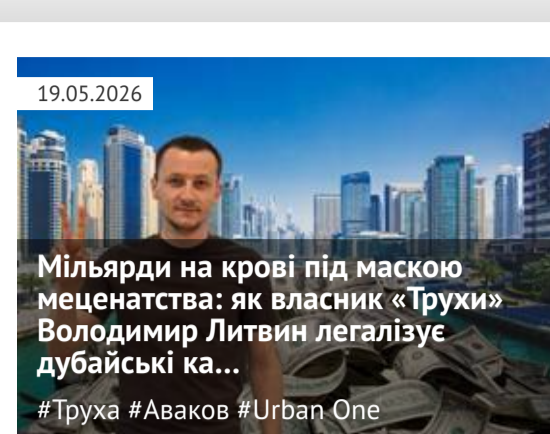 19.05.2026
Мільярди на крові під маскою
меценатства: як власник «Трухи»
Володимир Литвин легалізує
дубайські ка...
#Труха #Аваков #Urban One